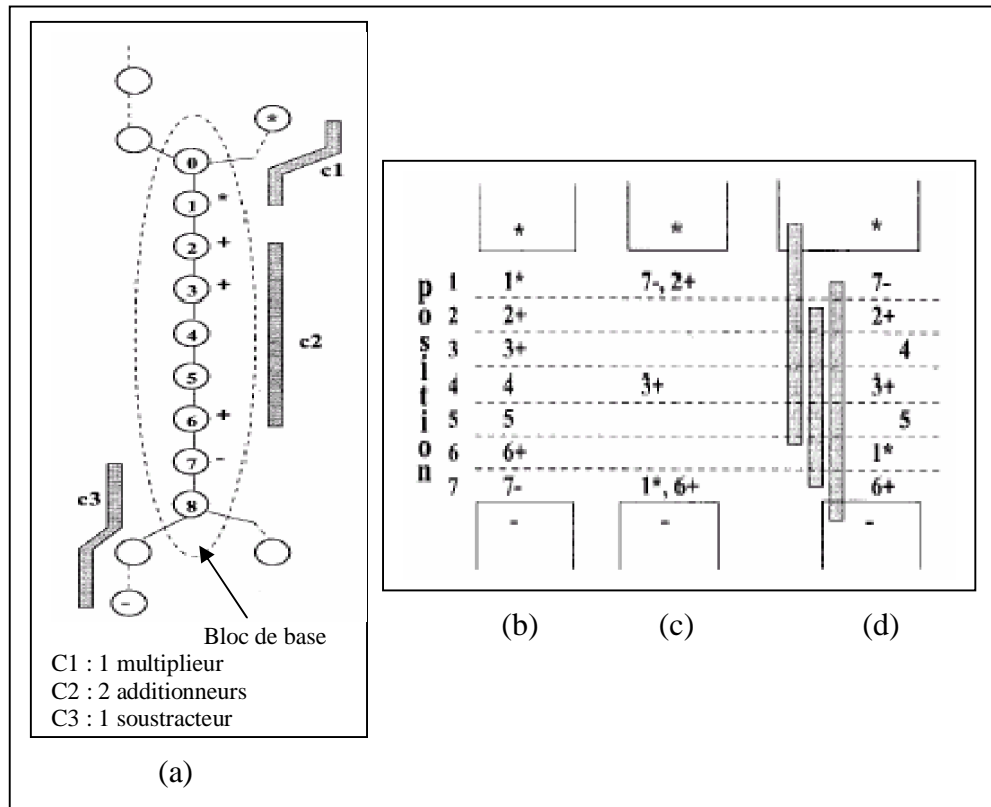 *
0
c1
1 *
2 +
3 +
4
c2
5
6 +
7 -
c3
8
-
Bloc de base
C1 : 1 multiplieur
C2 : 2 additionneurs
C3 : 1 soustracteur
(a)
* * *
position
1 1* 7-, 2+ 7-
2 2+ 2+
3 3+ 4
4 4 3+ 3+
5 5 5
6 6+ 1*
7 7- 1*, 6+ 6+
- - -
(b) (c) (d)